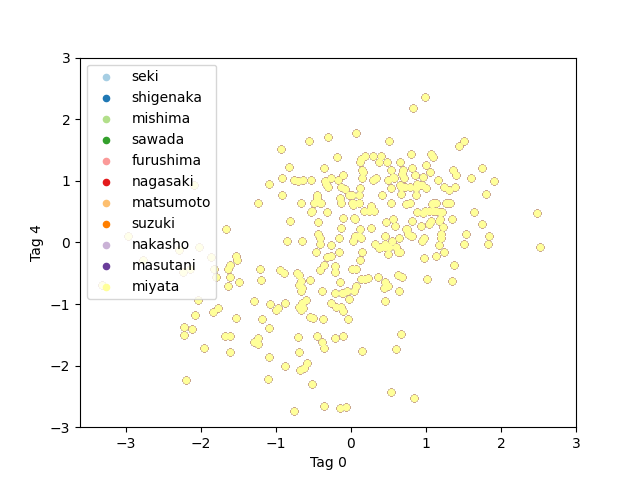 3
2
1
0
−1
−2
−3
Tag 4
seki
shigenaka
mishima
sawada
furushima
nagasaki
matsumoto
suzuki
nakasho
masutani
miyata
−3 −2 −1 0 1 2 3
Tag 0